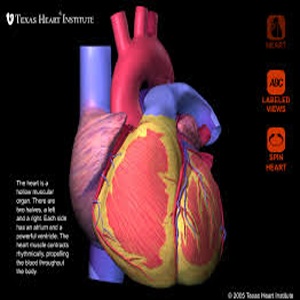 TEXAS HEART® INSTITUTE
HEART
ABC
LABELED
VIEWS
SPIN
HEART
The heart is a
hollow muscular
organ. There are
two halves, a left
and a right. Each side
has an atrium and a
powerful ventricle. The
heart muscle contracts
rhythmically, propelling
the blood throughout
the body.
© 2005 Texas Heart Institute